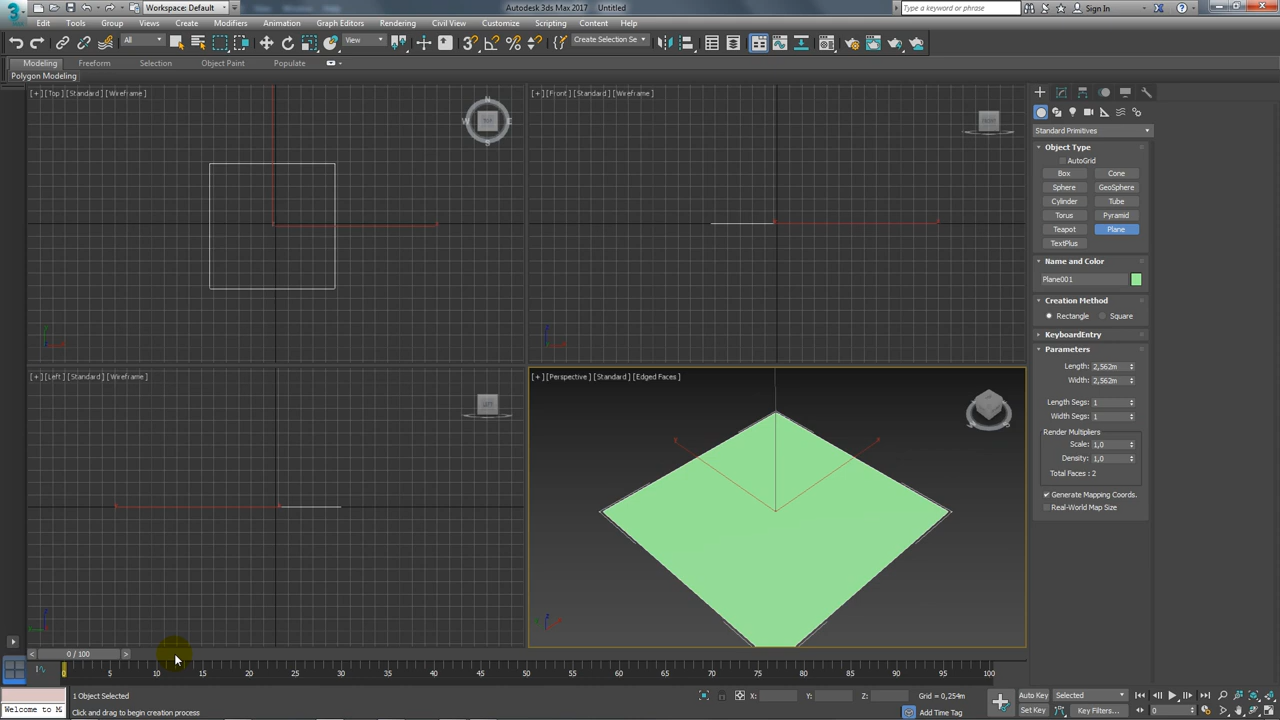 Workspace: Default
Autodesk 3ds Max 2017 Untitled
Type a keyword or phrase
Sign In
Edit Tools Group Views Create Modifiers Animation Graph Editors Rendering Civil View Customize Scripting Content Help
All
View
Create Selection Se
Modeling Freeform Selection Object Paint Populate
Polygon Modeling
[+] [Top] [Standard] [Wireframe]
[+] [Front] [Standard] [Wireframe]
N
W TOP E
S
FRONT
Standard Primitives
Object Type
AutoGrid
Box Cone
Sphere GeoSphere
Cylinder Tube
Torus Pyramid
Teapot Plane
TextPlus
Name and Color
Plane001
Creation Method
Rectangle Square
KeyboardEntry
Parameters
Length: 2,562m
Width: 2,562m
Length Segs: 1
Width Segs: 1
Render Multipliers
Scale: 1,0
Density: 1,0
Total Faces : 2
Generate Mapping Coords.
Real-World Map Size
[+] [Left] [Standard] [Wireframe]
[+] [Perspective] [Standard] [Edged Faces]
< 0 / 100 >
0 5 10 15 20 25 30 35 40 45 50 55 60 65 70 75 80 85 90 95 100
1 Object Selected
X: Y: Z: Grid = 0,254m
Auto Key Selected
Welcome to M
Click and drag to begin creation process
Add Time Tag
Set Key Key Filters... 0